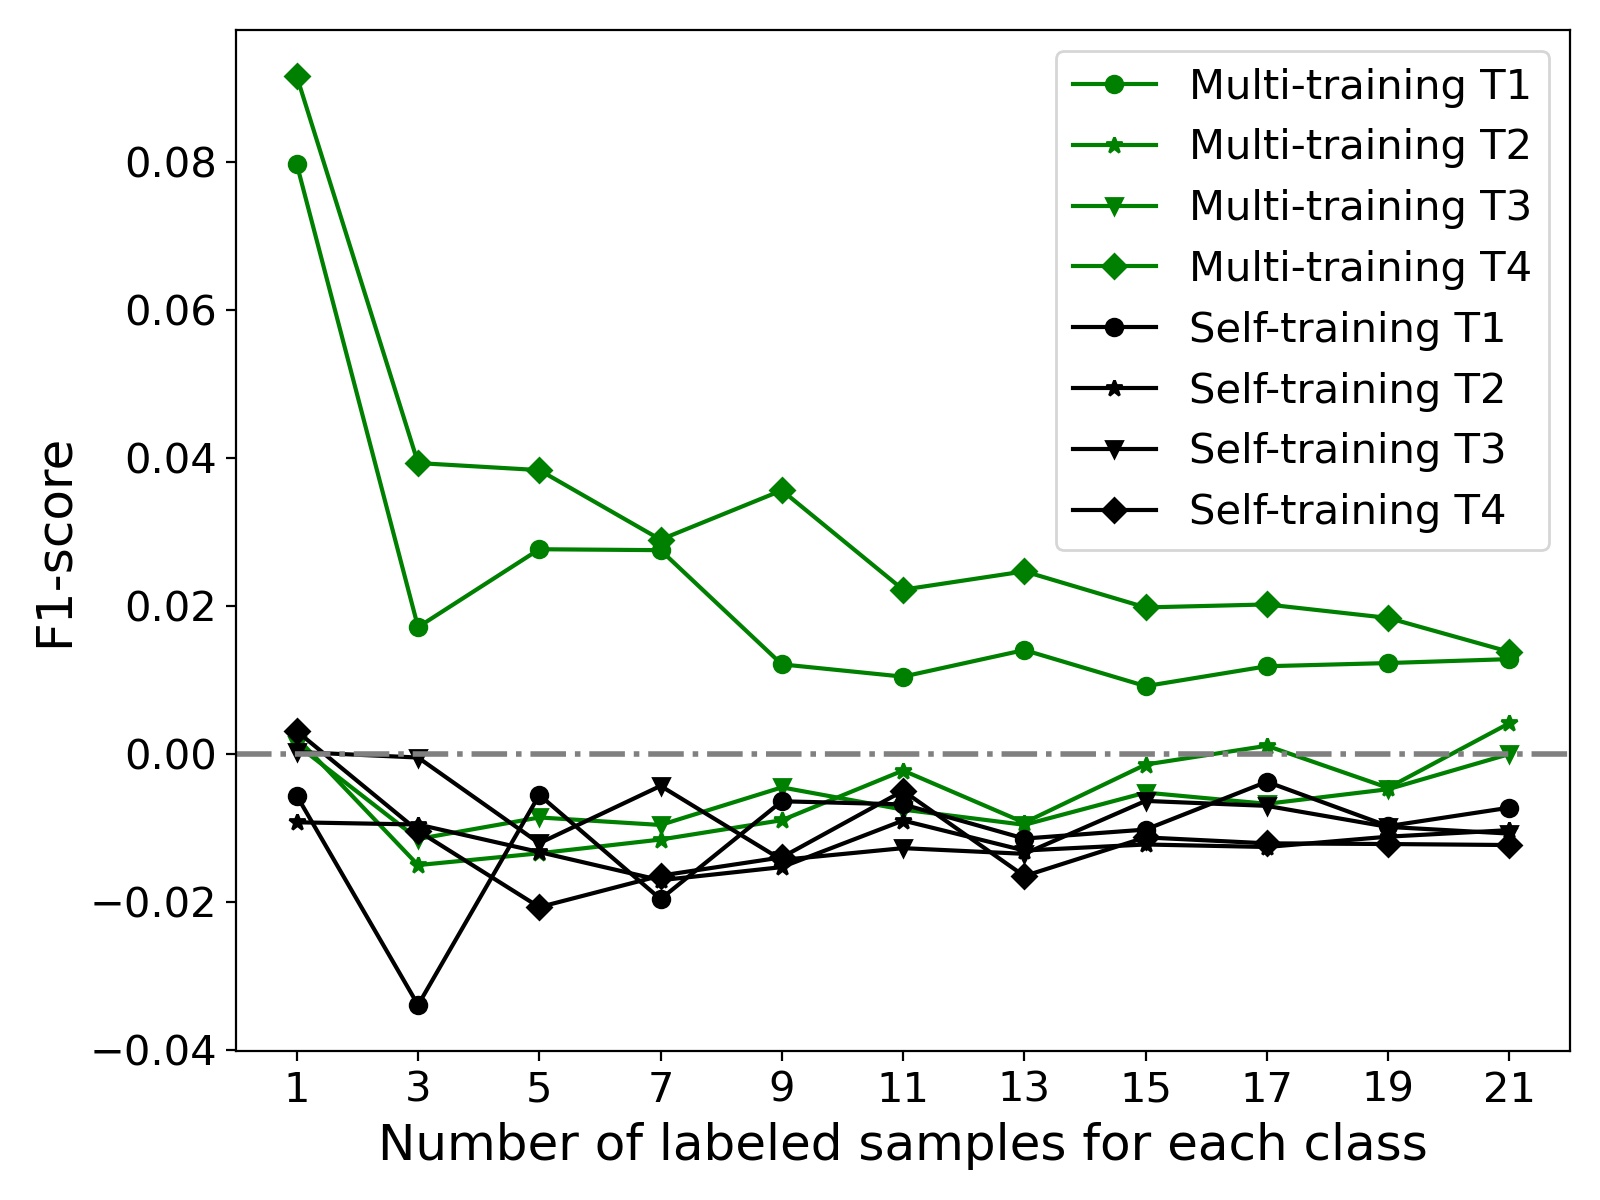 F1-score
0.08
0.06
0.04
0.02
0.00
−0.02
−0.04
Multi-training T1
Multi-training T2
Multi-training T3
Multi-training T4
Self-training T1
Self-training T2
Self-training T3
Self-training T4
1 3 5 7 9 11 13 15 17 19 21
Number of labeled samples for each class